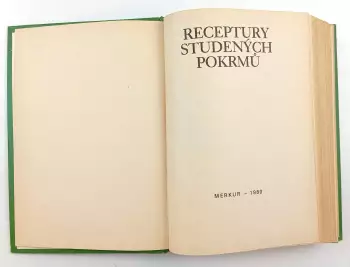 RECEPTURY
STUDENÝCH
POKRMŮ
MERKUR – 1989